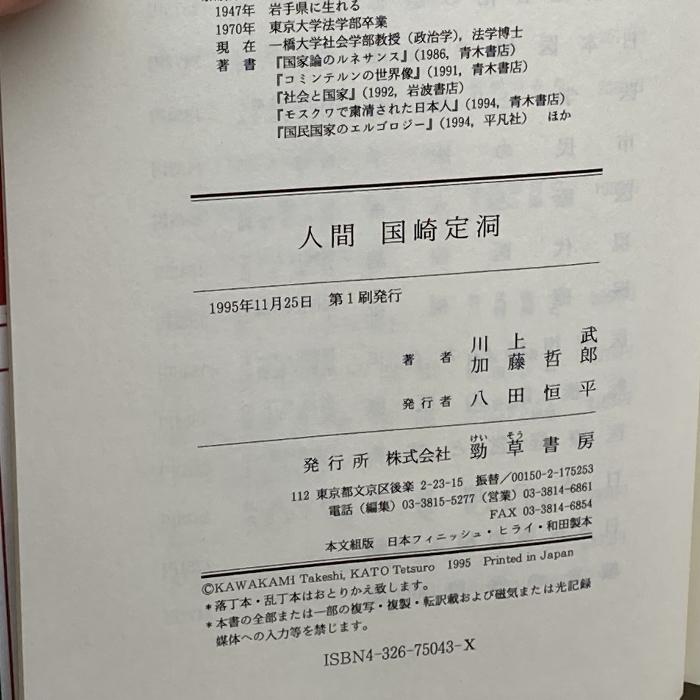 1947年 岩手県に生れる
1970年 東京大学法学部卒業
現在 一橋大学社会学部教授（政治学），法学博士
著書 『国家論のルネサンス』（1986，青木書店）
『コミンテルンの世界像』（1991，青木書店）
『社会と国家』（1992，岩波書店）
『モスクワで粛清された日本人』（1994，青木書店）
『国民国家のエルゴロジー』（1994，平凡社） ほか
人間 国崎定洞
1995年11月25日 第1刷発行
著者 川上武
加藤哲郎
発行者 八田恒平
けい そう
発行所 株式会社 勁草書房
112 東京都文京区後楽 2-23-15 振替／00150-2-175253
電話（編集）03-3815-5277（営業）03-3814-6861
FAX 03-3814-6854
本文組版 日本フィニッシュ・ヒライ・和田製本
©KAWAKAMI Takeshi, KATO Tetsuro 1995 Printed in Japan
＊落丁本・乱丁本はおとりかえ致します。
＊本書の全部または一部の複写・複製・転訳載および磁気または光記録
媒体への入力等を禁じます。
ISBN4-326-75043-X